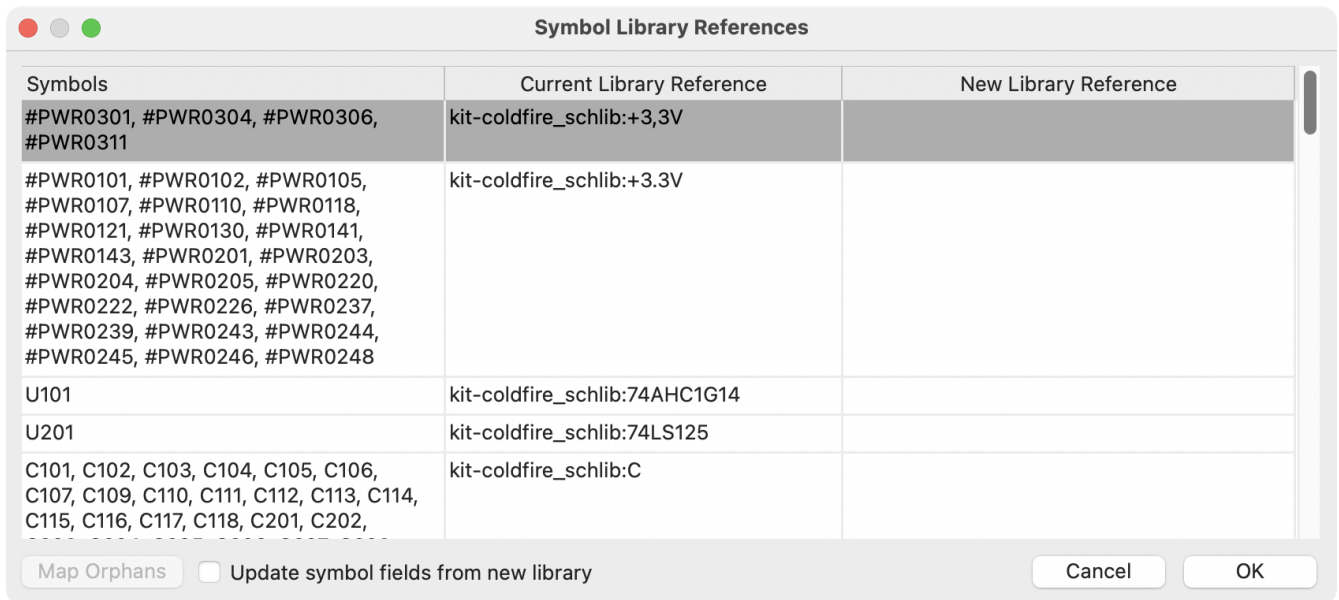 Symbol Library References
Symbols Current Library Reference New Library Reference
#PWR0301, #PWR0304, #PWR0306, kit-coldfire_schlib:+3,3V
#PWR0311
#PWR0101, #PWR0102, #PWR0105, kit-coldfire_schlib:+3.3V
#PWR0107, #PWR0110, #PWR0118,
#PWR0121, #PWR0130, #PWR0141,
#PWR0143, #PWR0201, #PWR0203,
#PWR0204, #PWR0205, #PWR0220,
#PWR0222, #PWR0226, #PWR0237,
#PWR0239, #PWR0243, #PWR0244,
#PWR0245, #PWR0246, #PWR0248
U101 kit-coldfire_schlib:74AHC1G14
U201 kit-coldfire_schlib:74LS125
C101, C102, C103, C104, C105, C106, kit-coldfire_schlib:C
C107, C109, C110, C111, C112, C113, C114,
C115, C116, C117, C118, C201, C202,
Map Orphans Update symbol fields from new library Cancel OK